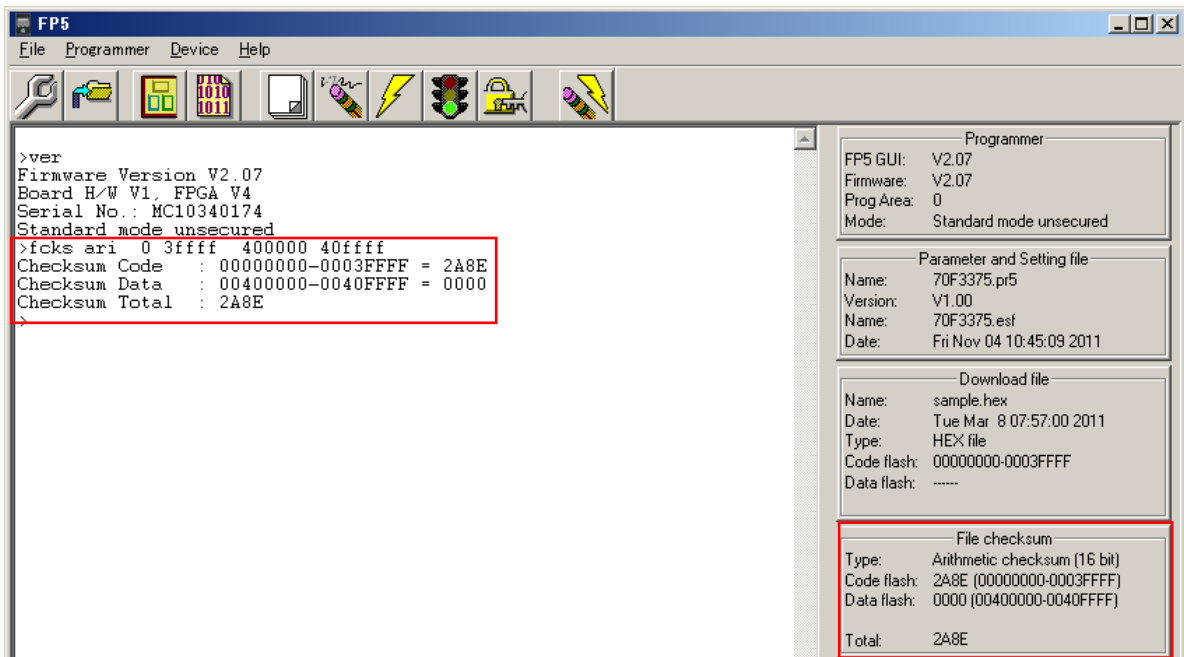 FP5
File Programmer Device Help
>ver
Firmware Version V2.07
Board H/W V1, FPGA V4
Serial No.: MC10340174
Standard mode unsecured
>fcks ari 0 3ffff 400000 40ffff
Checksum Code : 00000000-0003FFFF = 2A8E
Checksum Data : 00400000-0040FFFF = 0000
Checksum Total : 2A8E
>
Programmer
FP5 GUI: V2.07
Firmware: V2.07
Prog Area: 0
Mode: Standard mode unsecured
Parameter and Setting file
Name: 70F3375.pr5
Version: V1.00
Name: 70F3375.esf
Date: Fri Nov 04 10:45:09 2011
Download file
Name: sample.hex
Date: Tue Mar 8 07:57:00 2011
Type: HEX file
Code flash: 00000000-0003FFFF
Data flash: ------
File checksum
Type: Arithmetic checksum (16 bit)
Code flash: 2A8E (00000000-0003FFFF)
Data flash: 0000 (00400000-0040FFFF)
Total: 2A8E